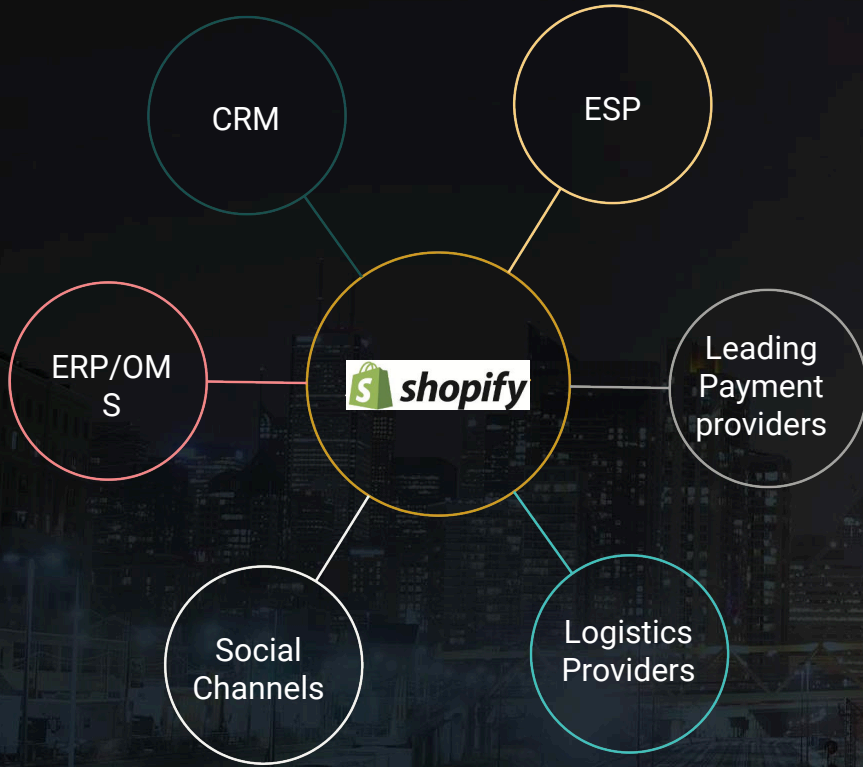 CRM
ESP
ERP/OM
S
shopify
Leading
Payment
providers
Social
Channels
Logistics
Providers